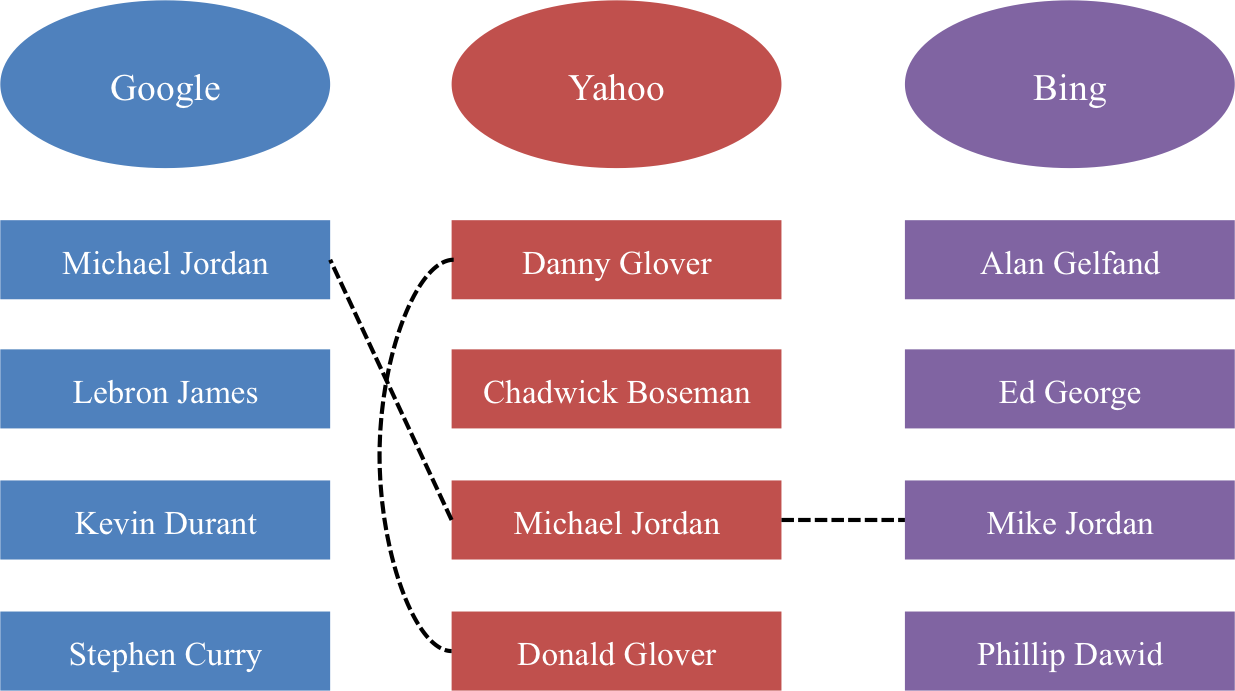 Google
Yahoo
Bing
Michael Jordan
Danny Glover
Alan Gelfand
Lebron James
Chadwick Boseman
Ed George
Kevin Durant
Michael Jordan
Mike Jordan
Stephen Curry
Donald Glover
Phillip Dawid